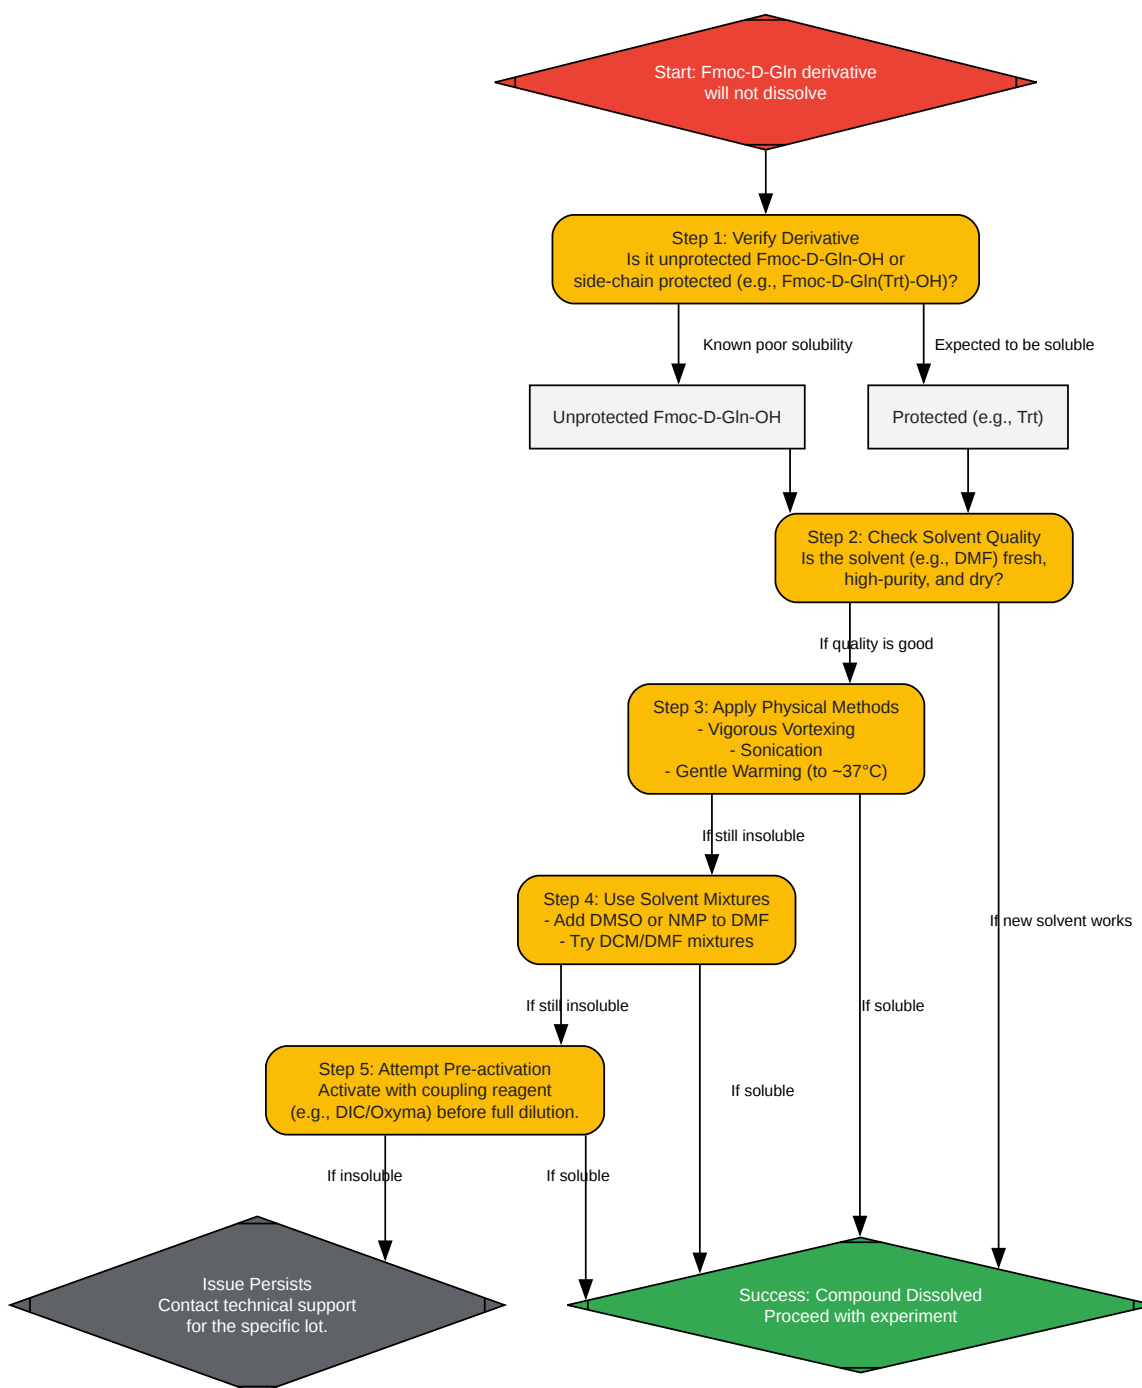 Start: Fmoc-D-Gln derivative
will not dissolve
Step 1: Verify Derivative
Is it unprotected Fmoc-D-Gln-OH or
side-chain protected (e.g., Fmoc-D-Gln(Trt)-OH)?
Known poor solubility
Expected to be soluble
Unprotected Fmoc-D-Gln-OH
Protected (e.g., Trt)
Step 2: Check Solvent Quality
Is the solvent (e.g., DMF) fresh,
high-purity, and dry?
If quality is good
Step 3: Apply Physical Methods
- Vigorous Vortexing
- Sonication
- Gentle Warming (to ~37°C)
If still insoluble
Step 4: Use Solvent Mixtures
- Add DMSO or NMP to DMF
- Try DCM/DMF mixtures
If new solvent works
If still insoluble
If soluble
Step 5: Attempt Pre-activation
Activate with coupling reagent
(e.g., DIC/Oxyma) before full dilution.
If soluble
If insoluble
If soluble
Issue Persists
Contact technical support
for the specific lot.
Success: Compound Dissolved
Proceed with experiment